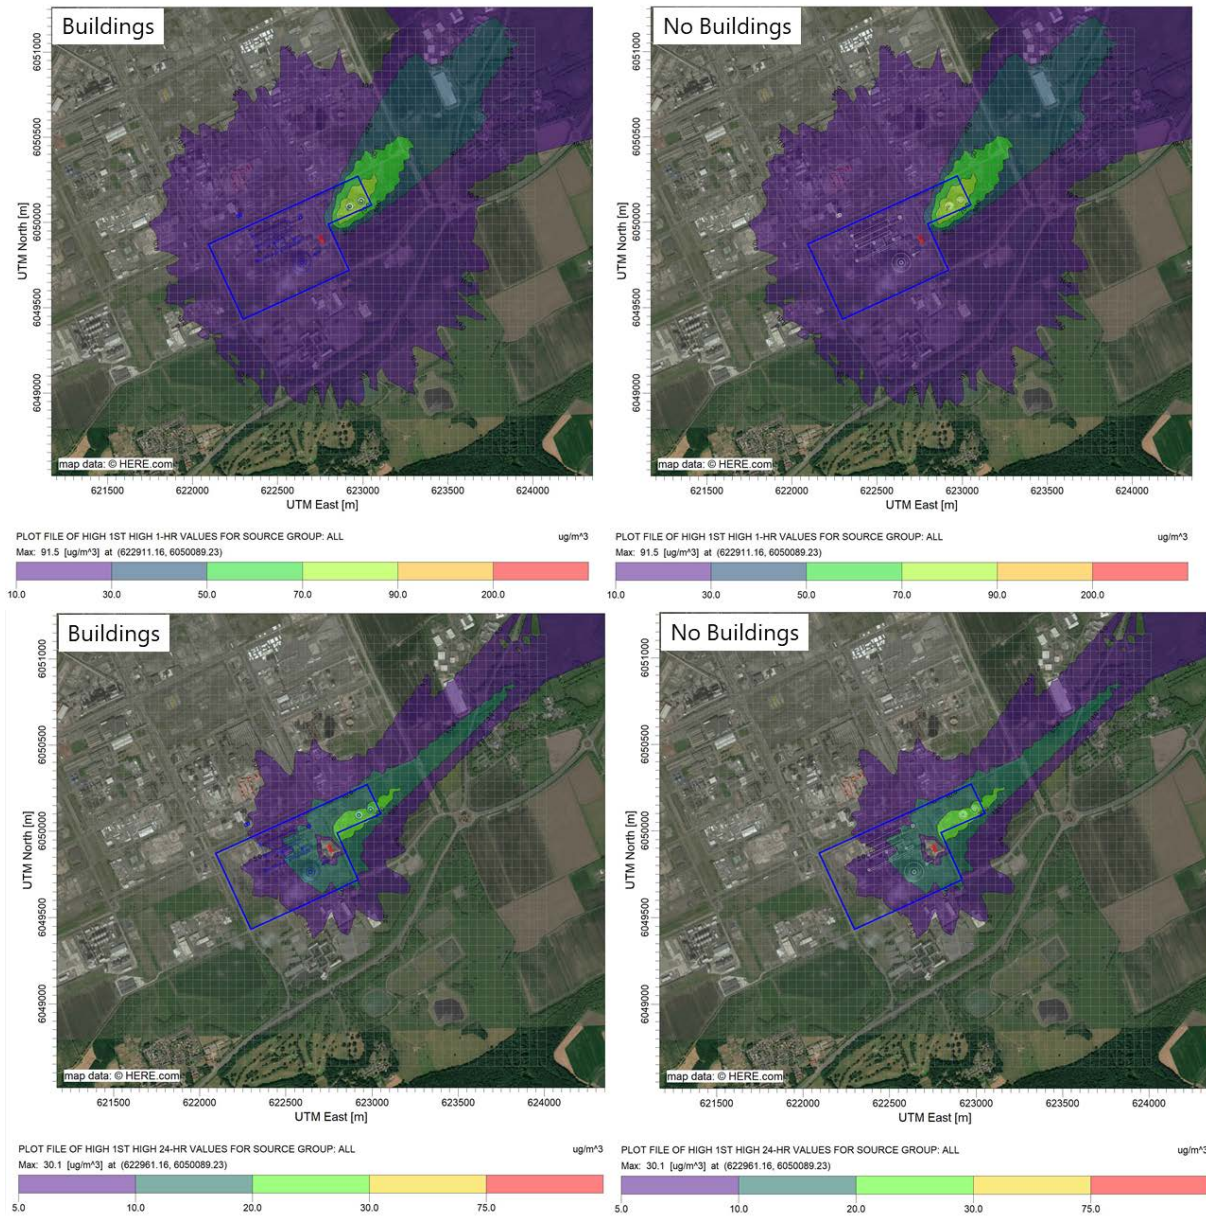 Buildings
No Buildings
UTM North [m]
6051000
6050500
6050000
6049500
6049000
map data: © HERE.com
621500 622000 622500 623000 623500 624000
UTM East [m]
UTM North [m]
6051000
6050500
6050000
6049500
6049000
map data: © HERE.com
621500 622000 622500 623000 623500 624000
UTM East [m]
PLOT FILE OF HIGH 1ST HIGH 1-HR VALUES FOR SOURCE GROUP: ALL ug/m^3
Max: 91.5 [ug/m^3] at (622911.16, 6050089.23)
10.0 30.0 50.0 70.0 90.0 200.0
PLOT FILE OF HIGH 1ST HIGH 1-HR VALUES FOR SOURCE GROUP: ALL ug/m^3
Max: 91.5 [ug/m^3] at (622911.16, 6050089.23)
10.0 30.0 50.0 70.0 90.0 200.0
Buildings
No Buildings
UTM North [m]
6051000
6050500
6050000
6049500
6049000
map data: © HERE.com
621500 622000 622500 623000 623500 624000
UTM East [m]
UTM North [m]
6051000
6050500
6050000
6049500
6049000
map data: © HERE.com
621500 622000 622500 623000 623500 624000
UTM East [m]
PLOT FILE OF HIGH 1ST HIGH 24-HR VALUES FOR SOURCE GROUP: ALL ug/m^3
Max: 30.1 [ug/m^3] at (622961.16, 6050089.23)
5.0 10.0 20.0 30.0 75.0
PLOT FILE OF HIGH 1ST HIGH 24-HR VALUES FOR SOURCE GROUP: ALL ug/m^
Max: 30.1 [ug/m^3] at (622961.16, 6050089.23)
5.0 10.0 20.0 30.0 75.0